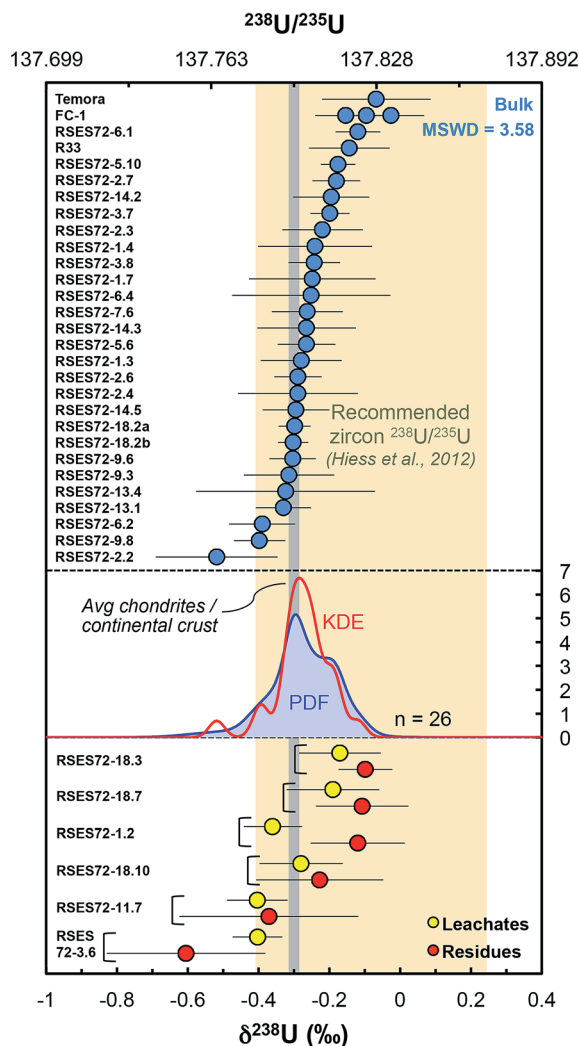 ²³⁸U/²³⁵U
137.699 137.763 137.828 137.892
Temora
FC-1
RSES72-6.1
R33
RSES72-5.10
RSES72-2.7
RSES72-14.2
RSES72-3.7
RSES72-2.3
RSES72-1.4
RSES72-3.8
RSES72-1.7
RSES72-6.4
RSES72-7.6
RSES72-14.3
RSES72-5.6
RSES72-1.3
RSES72-2.6
RSES72-2.4
RSES72-14.5
RSES72-18.2a
RSES72-18.2b
RSES72-9.6
RSES72-9.3
RSES72-13.4
RSES72-13.1
RSES72-6.2
RSES72-9.8
RSES72-2.2
Bulk
MSWD = 3.58
Recommended
zircon ²³⁸U/²³⁵U
(Hiess et al., 2012)
Avg chondrites /
continental crust
KDE
PDF
n = 26
7
6
5
4
3
2
1
0
RSES72-18.3
RSES72-18.7
RSES72-1.2
RSES72-18.10
RSES72-11.7
RSES
72-3.6
Leachates
Residues
-1 -0.8 -0.6 -0.4 -0.2 0 0.2 0.4
δ²³⁸U (‰)